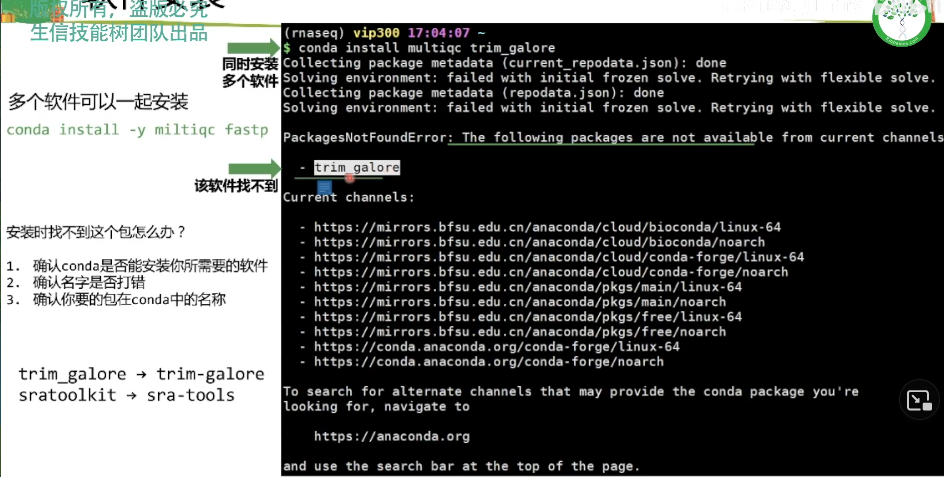 版权所有，盗版必究
生信技能树团队出品
同时安装
多个软件
多个软件可以一起安装
conda install -y miltiqc fastp
该软件找不到
安装时找不到这个包怎么办？
1. 确认conda是否能安装你所需要的软件
2. 确认名字是否打错
3. 确认你要的包在conda中的名称
trim_galore → trim-galore
sratoolkit → sra-tools
(rnaseq) vip300 17:04:07 ~
$ conda install multiqc trim_galore
Collecting package metadata (current_repodata.json): done
Solving environment: failed with initial frozen solve. Retrying with flexible solve.
Collecting package metadata (repodata.json): done
Solving environment: failed with initial frozen solve. Retrying with flexible solve.
PackagesNotFoundError: The following packages are not available from current channels
- trim_galore
Current channels:
- https://mirrors.bfsu.edu.cn/anaconda/cloud/bioconda/linux-64
- https://mirrors.bfsu.edu.cn/anaconda/cloud/bioconda/noarch
- https://mirrors.bfsu.edu.cn/anaconda/cloud/conda-forge/linux-64
- https://mirrors.bfsu.edu.cn/anaconda/cloud/conda-forge/noarch
- https://mirrors.bfsu.edu.cn/anaconda/pkgs/main/linux-64
- https://mirrors.bfsu.edu.cn/anaconda/pkgs/main/noarch
- https://mirrors.bfsu.edu.cn/anaconda/pkgs/free/linux-64
- https://mirrors.bfsu.edu.cn/anaconda/pkgs/free/noarch
- https://conda.anaconda.org/conda-forge/linux-64
- https://conda.anaconda.org/conda-forge/noarch
To search for alternate channels that may provide the conda package you're
looking for, navigate to
https://anaconda.org
and use the search bar at the top of the page.